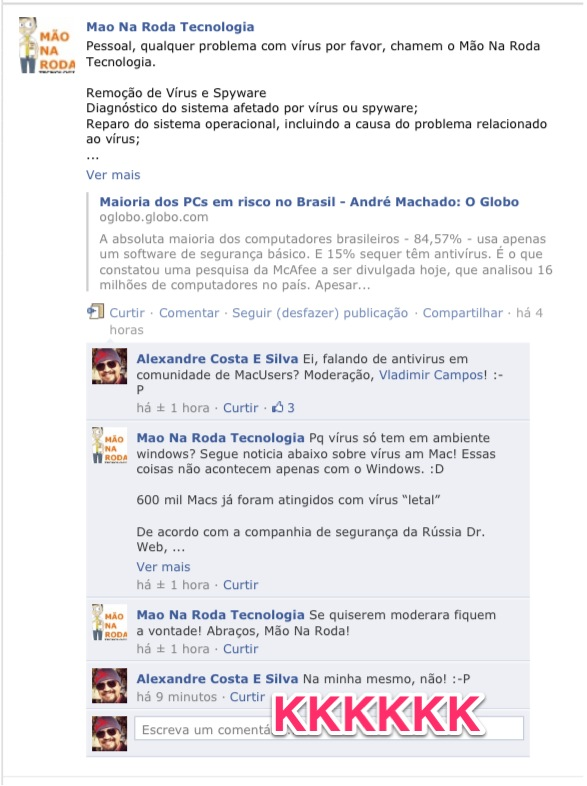 Mao Na Roda Tecnologia
MÃO
NA
RODA
TECNOLOGIA
Pessoal, qualquer problema com vírus por favor, chamem o Mão Na Roda
Tecnologia.
Remoção de Vírus e Spyware
Diagnóstico do sistema afetado por vírus ou spyware;
Reparo do sistema operacional, incluindo a causa do problema relacionado
ao vírus;
...
Ver mais
Maioria dos PCs em risco no Brasil - André Machado: O Globo
oglobo.globo.com
A absoluta maioria dos computadores brasileiros - 84,57% - usa apenas
um software de segurança básico. E 15% sequer têm antivírus. É o que
constatou uma pesquisa da McAfee a ser divulgada hoje, que analisou 16
milhões de computadores no país. Apesar...
Curtir · Comentar · Seguir (desfazer) publicação · Compartilhar · há 4
horas
Alexandre Costa E Silva Ei, falando de antivirus em
comunidade de MacUsers? Moderação, Vladimir Campos! :-
P
há ± 1 hora · Curtir · 3
MÃO
NA
RODA
Mao Na Roda Tecnologia Pq vírus só tem em ambiente
windows? Segue noticia abaixo sobre vírus am Mac! Essas
coisas não acontecem apenas com o Windows. :D
600 mil Macs já foram atingidos com vírus “letal”
De acordo com a companhia de segurança da Rússia Dr.
Web, ...
Ver mais
há ± 1 hora · Curtir
MÃO
NA
RODA
Mao Na Roda Tecnologia Se quiserem moderara fiquem
a vontade! Abraços, Mão Na Roda!
há ± 1 hora · Curtir
Alexandre Costa E Silva Na minha mesmo, não! :-P
há 9 minutos · Curtir
KKKKKK
Escreva um comentá